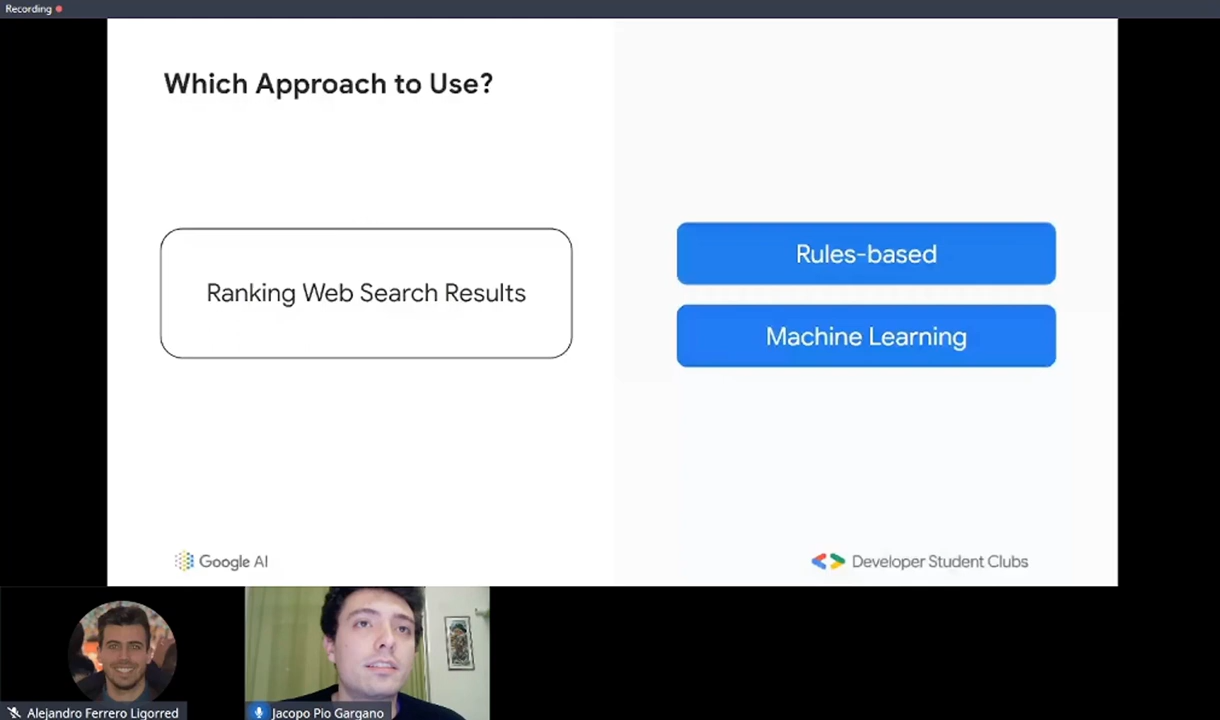 Recording
Which Approach to Use?
Ranking Web Search Results
Rules-based
Machine Learning
Google AI
Developer Student Clubs
Alejandro Ferrero Ligorred
Jacopo Pio Gargano